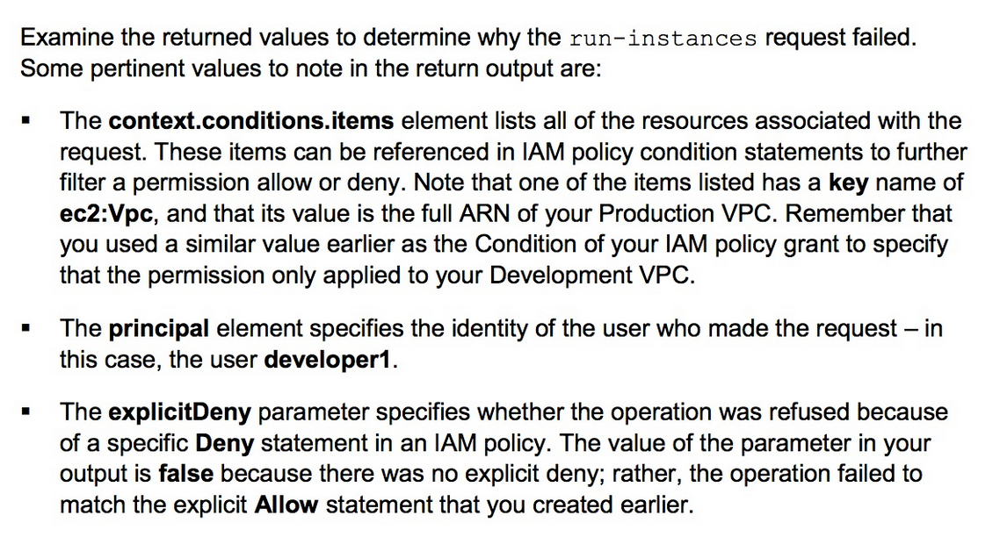 Examine the returned values to determine why the run-instances request failed.
Some pertinent values to note in the return output are:
▪ The context.conditions.items element lists all of the resources associated with the
request. These items can be referenced in IAM policy condition statements to further
filter a permission allow or deny. Note that one of the items listed has a key name of
ec2:Vpc, and that its value is the full ARN of your Production VPC. Remember that
you used a similar value earlier as the Condition of your IAM policy grant to specify
that the permission only applied to your Development VPC.
▪ The principal element specifies the identity of the user who made the request – in
this case, the user developer1.
▪ The explicitDeny parameter specifies whether the operation was refused because
of a specific Deny statement in an IAM policy. The value of the parameter in your
output is false because there was no explicit deny; rather, the operation failed to
match the explicit Allow statement that you created earlier.